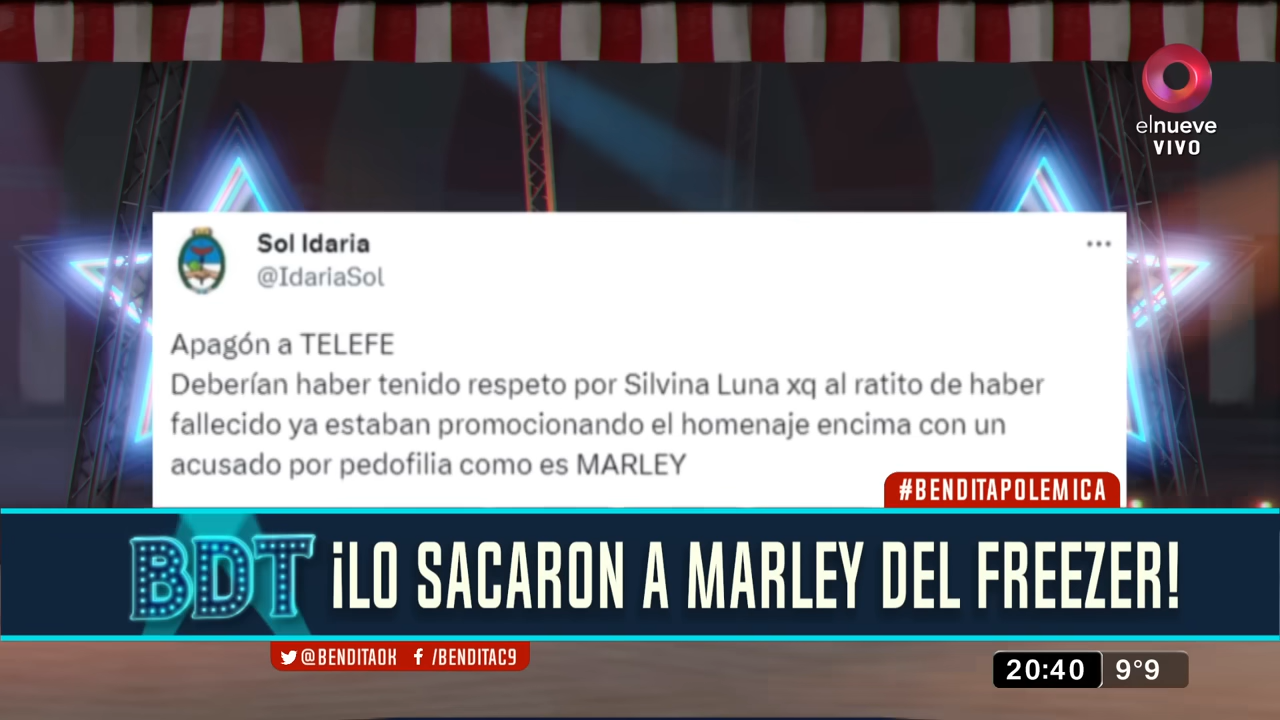 elnueve
VIVO
Sol Idaria
@IdariaSol
Apagón a TELEFE
Deberían haber tenido respeto por Silvina Luna xq al ratito de haber
fallecido ya estaban promocionando el homenaje encima con un
acusado por pedofilia como es MARLEY
#BENDITAPOLEMICA
BDT ¡LO SACARON A MARLEY DEL FREEZER!
@BENDITAOK /BENDITAC9
20:40 9°9